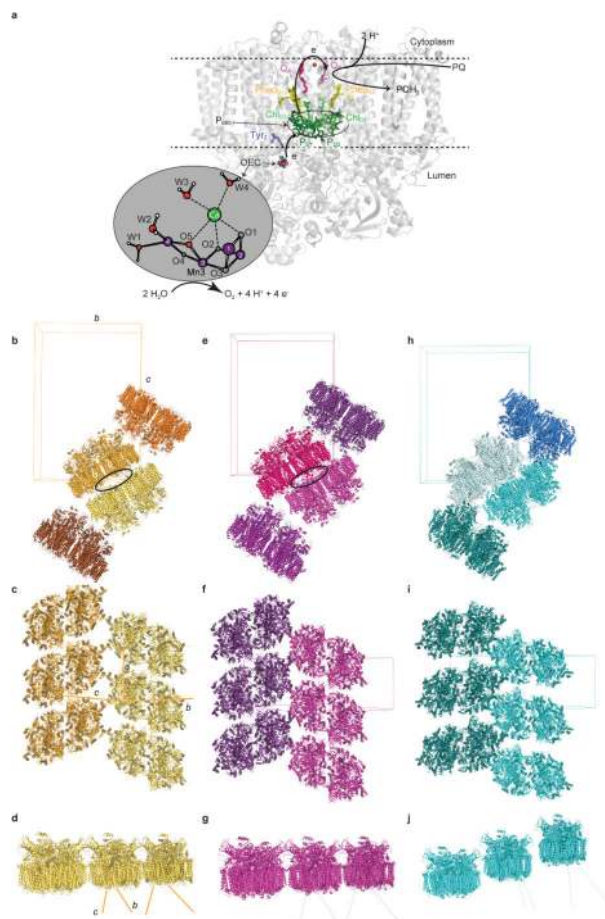 a
e
2 H⁺
Cytoplasm
PQ
PQH₂
Tyr
P
OEC
e
Lumen
W3
W4
W2
W1
O5
O1
O4
O2
Mn3
O3
2 H₂O
O₂ + 4 H⁺ + 4 e⁻
b
b
c
e
h
c
c
b
f
i
d
c
b
g
j